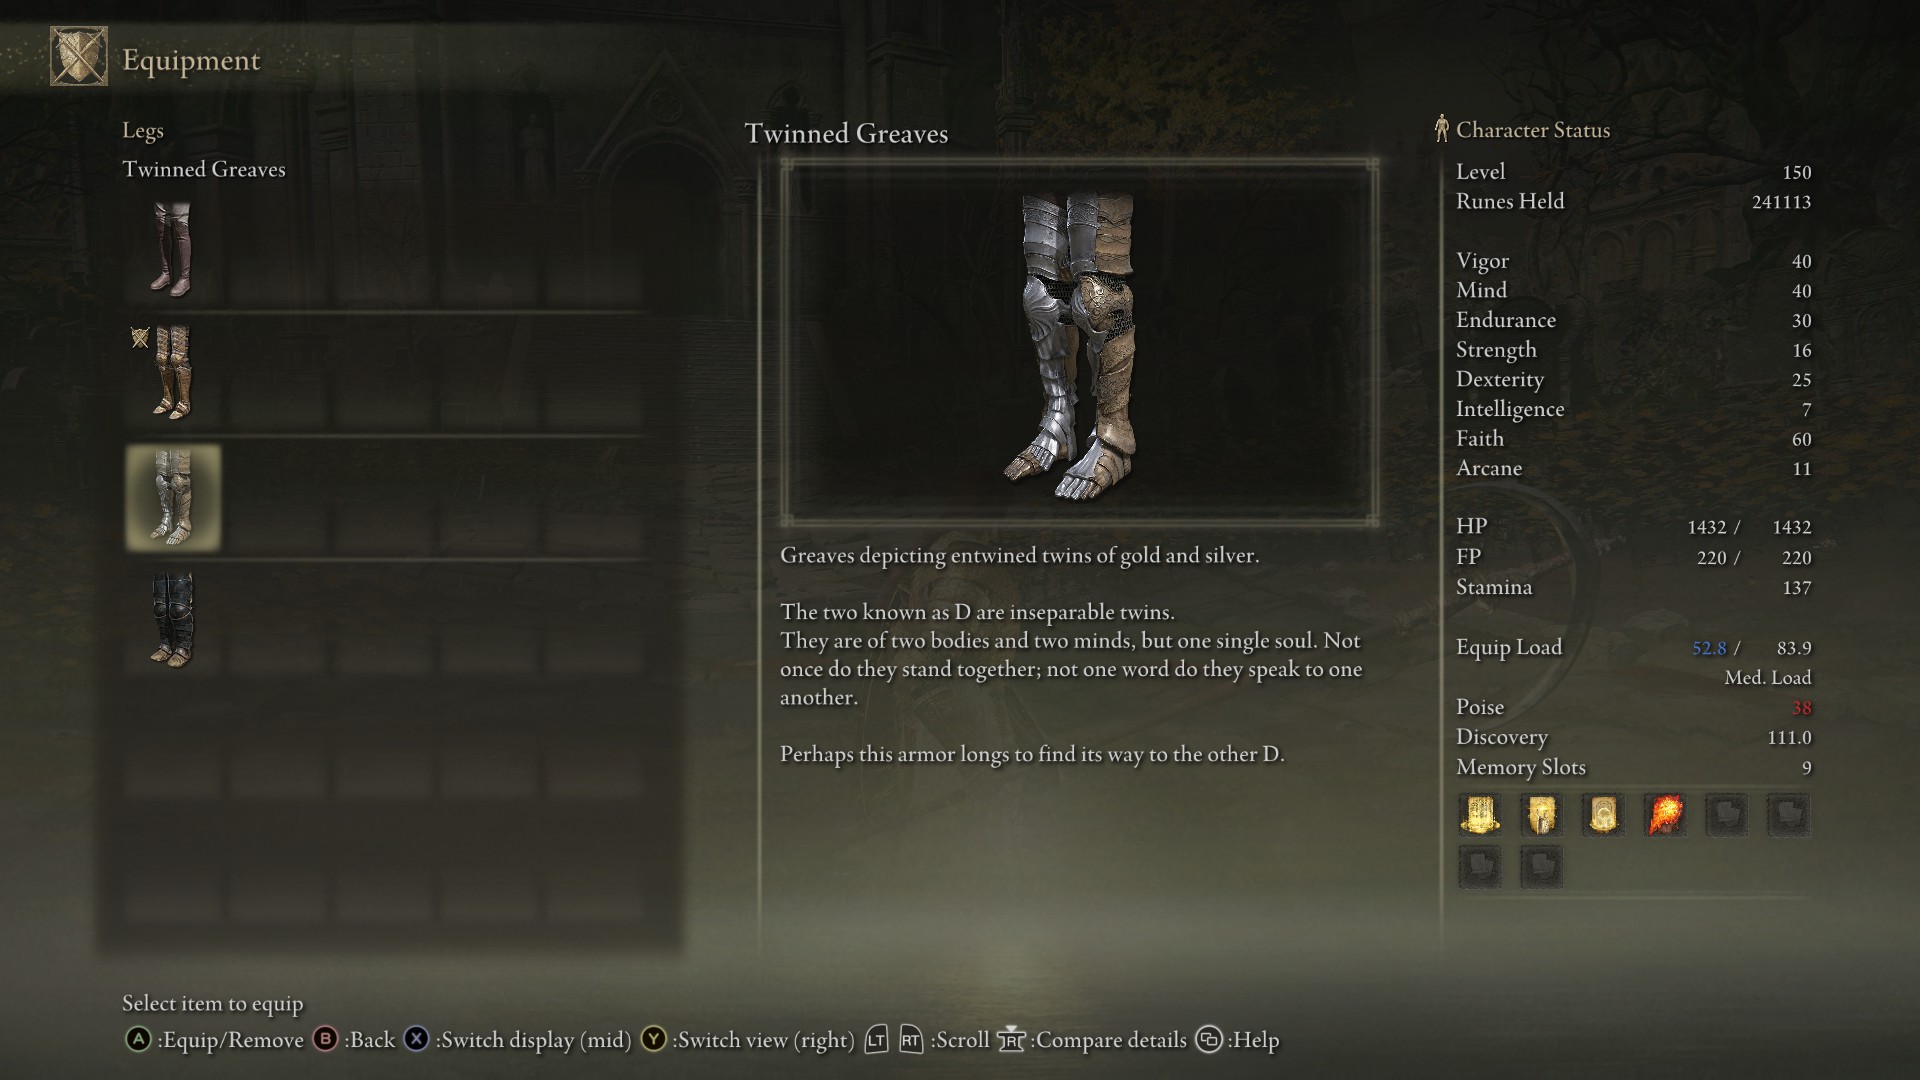 Equipment
Legs
Twinned Greaves
Twinned Greaves
Greaves depicting entwined twins of gold and silver.
The two known as D are inseparable twins.
They are of two bodies and two minds, but one single soul. Not
once do they stand together; not one word do they speak to one
another.
Perhaps this armor longs to find its way to the other D.
Character Status
Level 150
Runes Held 241113
Vigor 40
Mind 40
Endurance 30
Strength 16
Dexterity 25
Intelligence 7
Faith 60
Arcane 11
HP 1432 / 1432
FP 220 / 220
Stamina 137
Equip Load 52.8 / 83.9
Med. Load
Poise 38
Discovery 111.0
Memory Slots 9
Select item to equip
A :Equip/Remove B :Back X :Switch display (mid) Y :Switch view (right) LT RT :Scroll R :Compare details :Help